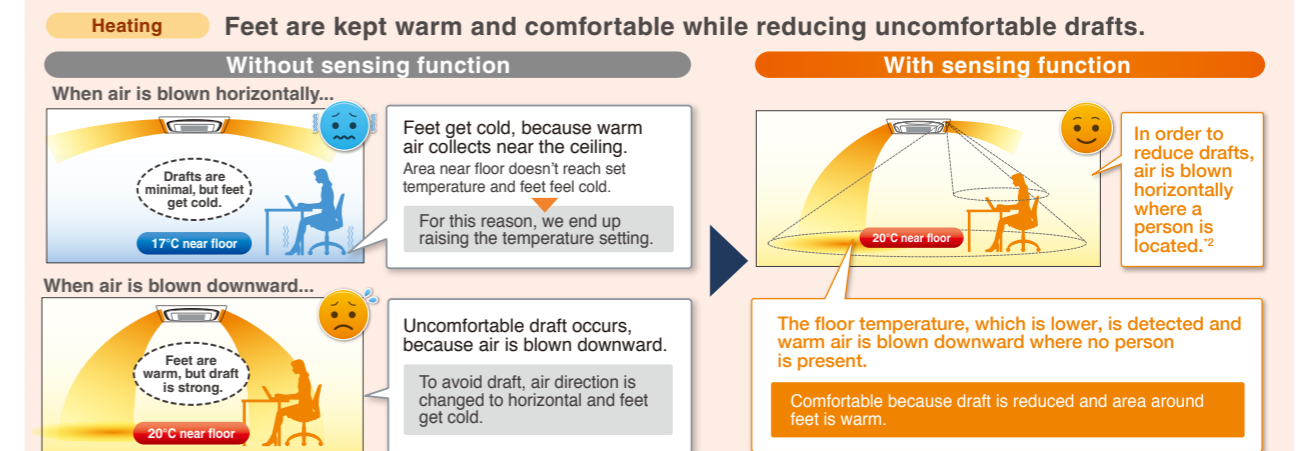 Heating
Feet are kept warm and comfortable while reducing uncomfortable drafts.
Without sensing function
When air is blown horizontally...
Drafts are
minimal, but feet
get cold.
17°C near floor
Feet get cold, because warm
air collects near the ceiling.
Area near floor doesn't reach set
temperature and feet feel cold.
For this reason, we end up
raising the temperature setting.
When air is blown downward...
Feet are
warm, but draft
is strong.
20°C near floor
Uncomfortable draft occurs,
because air is blown downward.
To avoid draft, air direction is
changed to horizontal and feet
get cold.
With sensing function
20°C near floor
In order to
reduce drafts,
air is blown
horizontally
where a
person is
located.*2
The floor temperature, which is lower, is detected and
warm air is blown downward where no person
is present.
Comfortable because draft is reduced and area around
feet is warm.